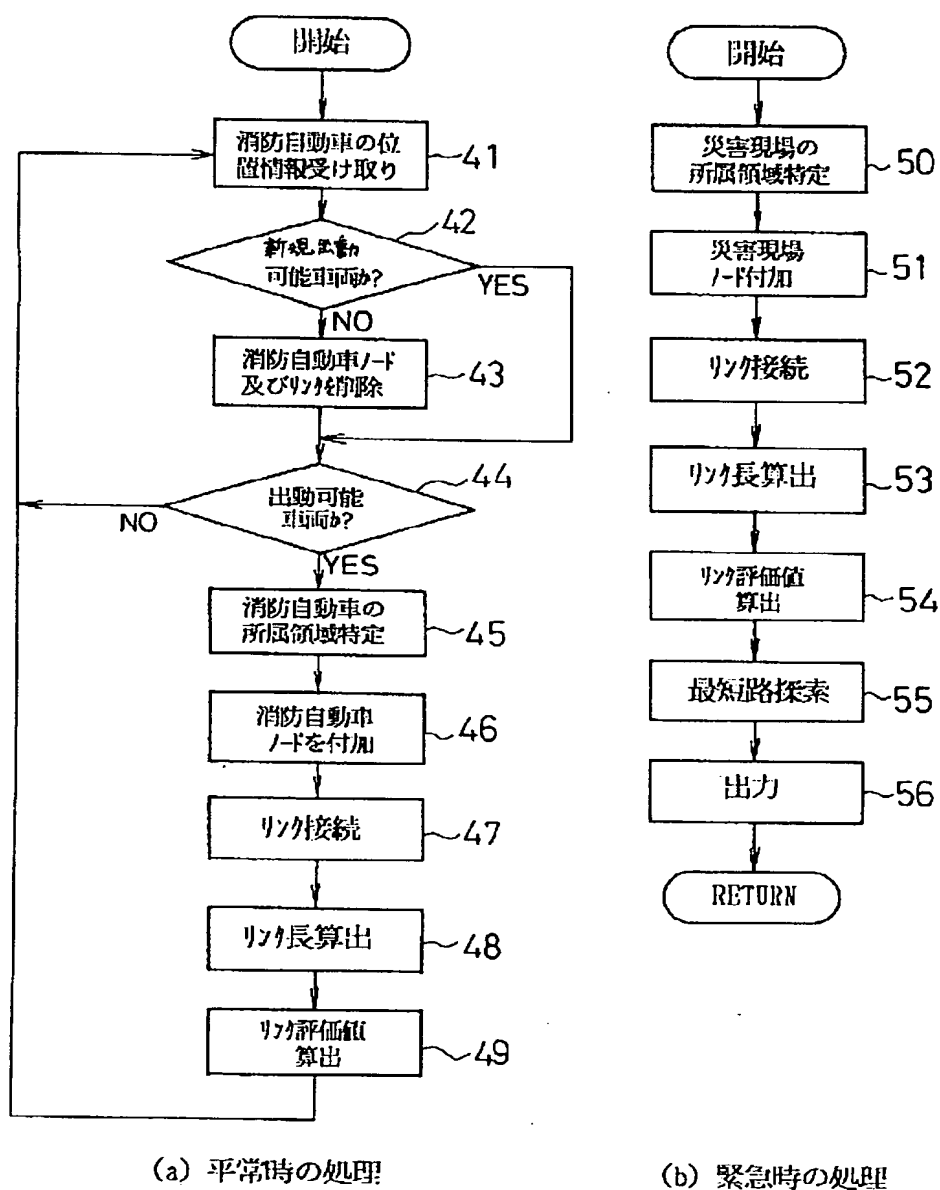 開始
消防自動車の位
置情報受け取り
41
新規出動
可能車両か?
42
YES
NO
消防自動車ノード
及びリンクを削除
43
出動可能
車両か?
44
NO
YES
消防自動車の
所属領域特定
45
消防自動車
ノードを付加
46
リンク接続
47
リンク長算出
48
リンク評価値
算出
49
(a) 平常時の処理
開始
災害現場の
所属領域特定
50
災害現場
ノード付加
51
リンク接続
52
リンク長算出
53
リンク評価値
算出
54
最短路探索
55
出力
56
RETURN
(b) 緊急時の処理